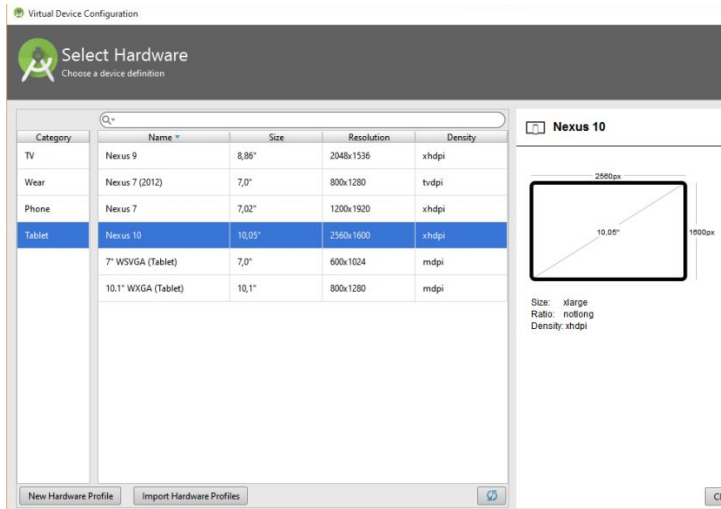 Virtual Device Configuration
Select Hardware
Choose a device definition
Category Name Size Resolution Density
TV
Wear
Phone
Tablet
Nexus 9 8,86" 2048x1536 xhdpi
Nexus 7 (2012) 7,0" 800x1280 tvdpi
Nexus 7 7,02" 1200x1920 xhdpi
Nexus 10 10,05" 2560x1600 xhdpi
7" WSVGA (Tablet) 7,0" 600x1024 mdpi
10.1" WXGA (Tablet) 10,1" 800x1280 mdpi
New Hardware Profile Import Hardware Profiles
Nexus 10
2560px
10,05"
1600px
Size: xlarge
Ratio: notlong
Density: xhdpi